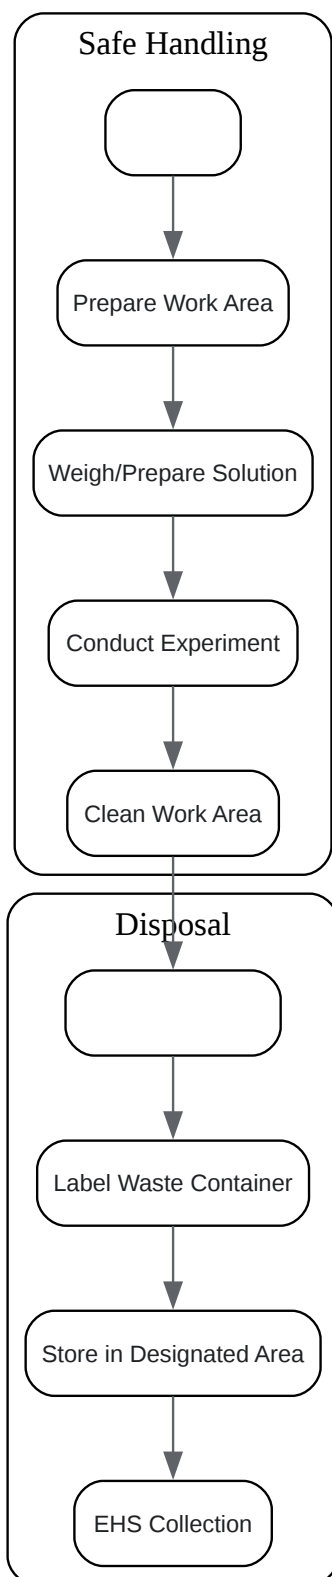 Safe Handling
Prepare Work Area
Weigh/Prepare Solution
Conduct Experiment
Clean Work Area
Disposal
Label Waste Container
Store in Designated Area
EHS Collection